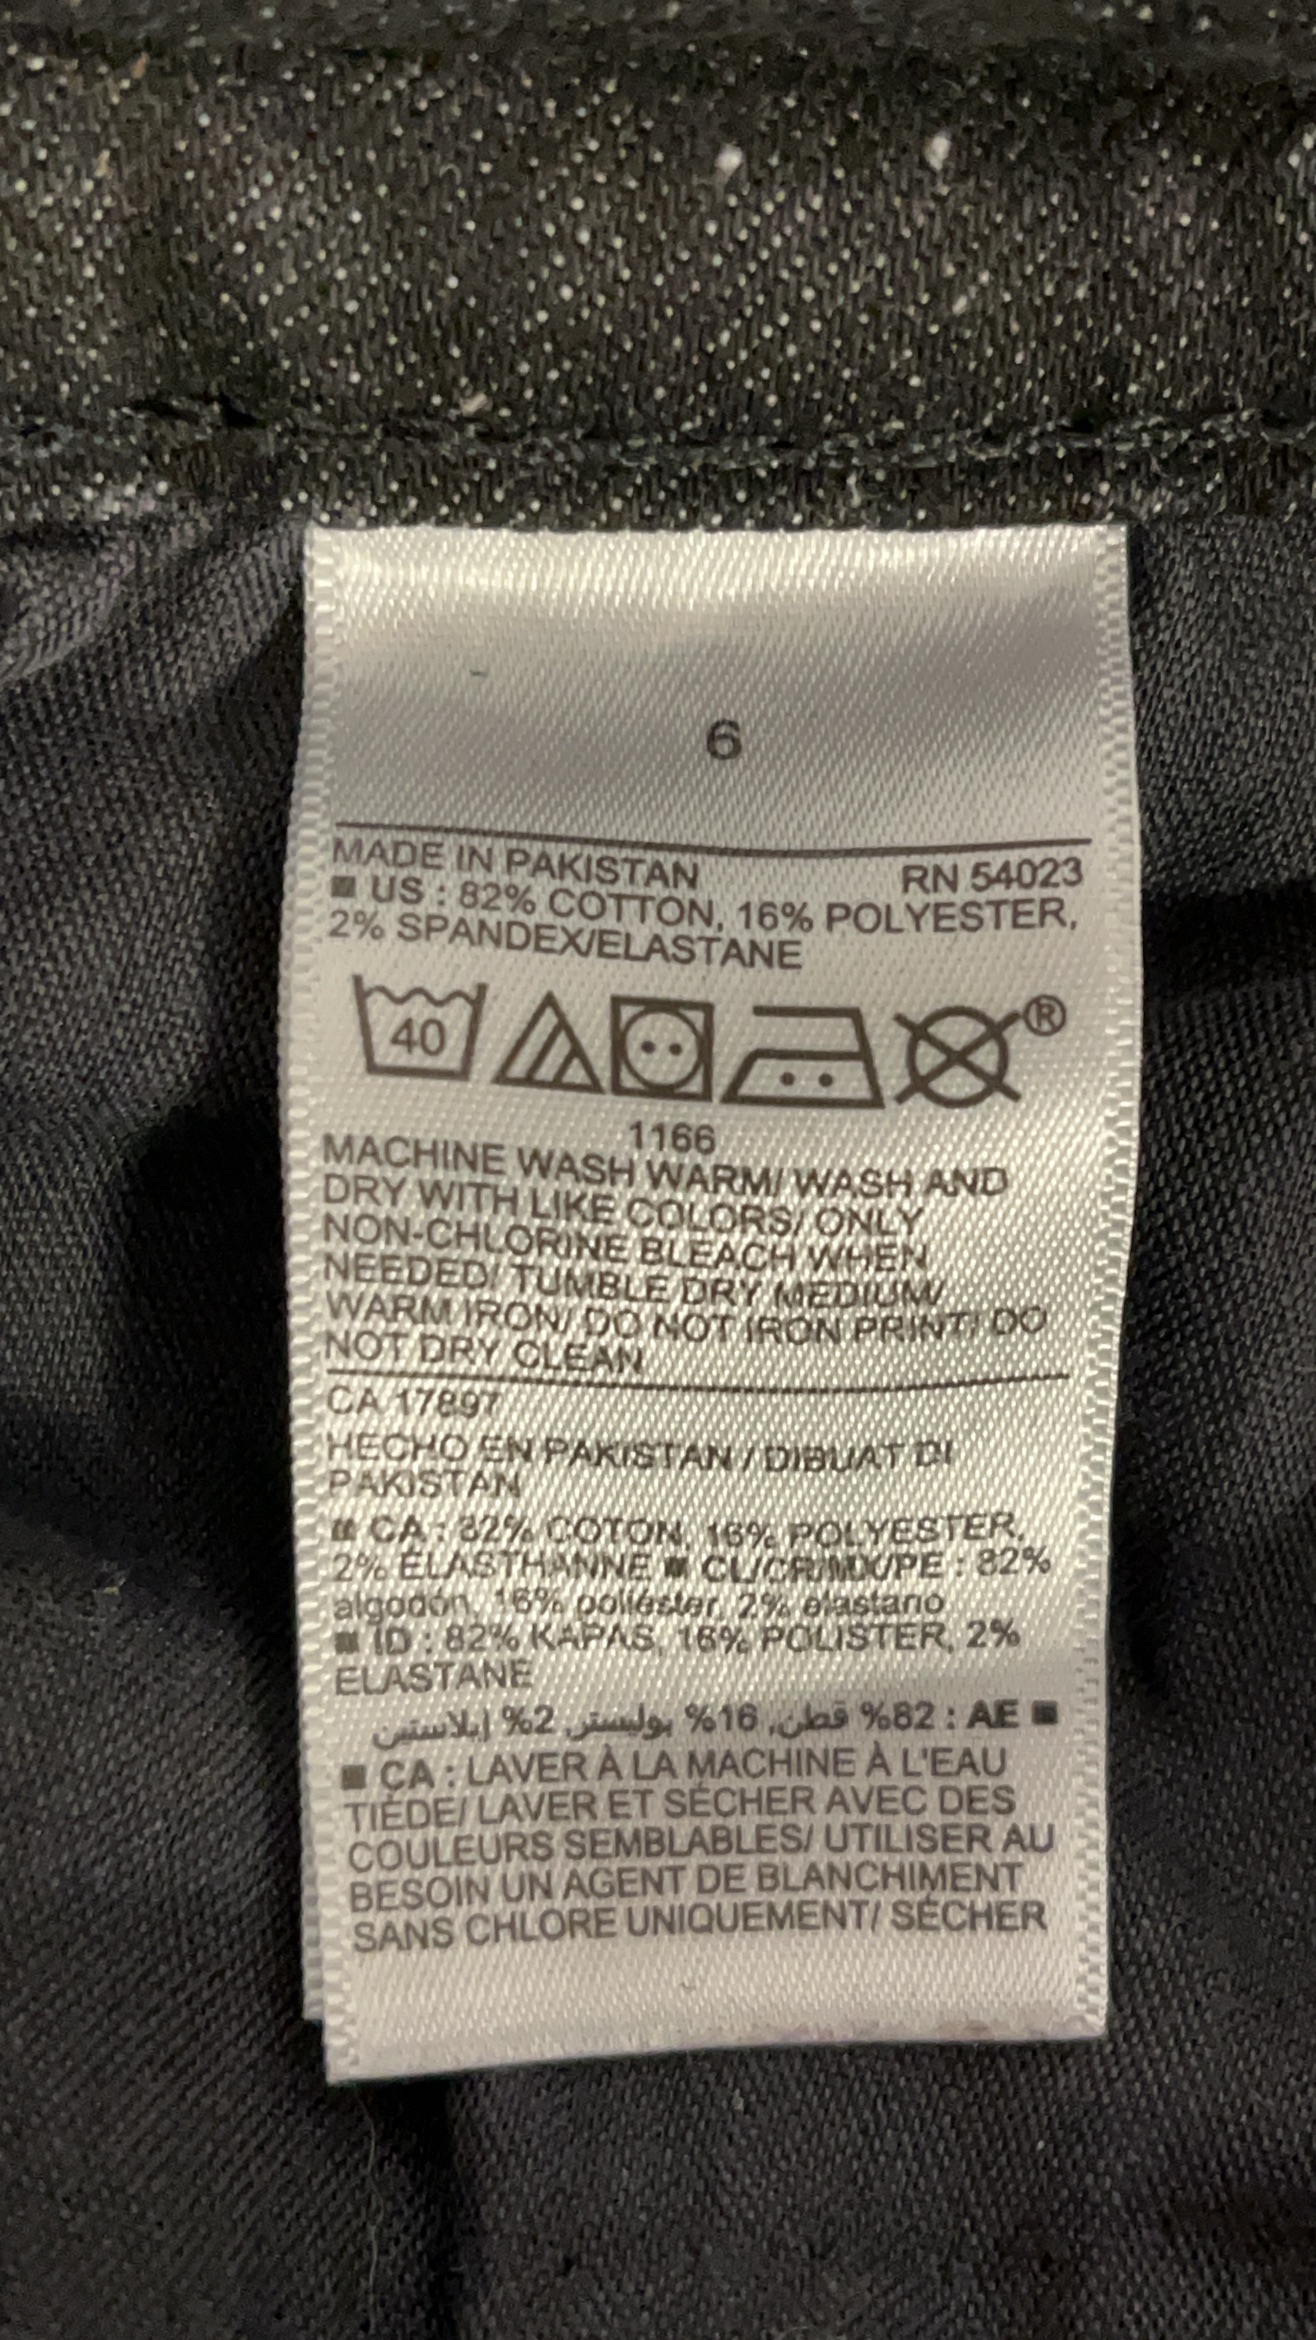 6
MADE IN PAKISTAN RN 54023
■ US : 82% COTTON, 16% POLYESTER,
2% SPANDEX/ELASTANE
40
®
1166
MACHINE WASH WARM/ WASH AND
DRY WITH LIKE COLORS/ ONLY
NON-CHLORINE BLEACH WHEN
NEEDED/ TUMBLE DRY MEDIUM/
WARM IRON/ DO NOT IRON PRINT/ DO
NOT DRY CLEAN
CA 17897
HECHO EN PAKISTAN / DIBUAT DI
PAKISTAN
■ CA : 82% COTON, 16% POLYESTER,
2% ÉLASTHANNE ■ CL/CR/MX/PE : 82%
algodón, 16% poliéster, 2% elastano
■ ID : 82% KAPAS, 16% POLISTER, 2%
ELASTANE
■ AE : 82% قطن, 16% بوليستر, 2% إيلاستين
■ CA : LAVER À LA MACHINE À L'EAU
TIÈDE/ LAVER ET SÉCHER AVEC DES
COULEURS SEMBLABLES/ UTILISER AU
BESOIN UN AGENT DE BLANCHIMENT
SANS CHLORE UNIQUEMENT/ SÉCHER